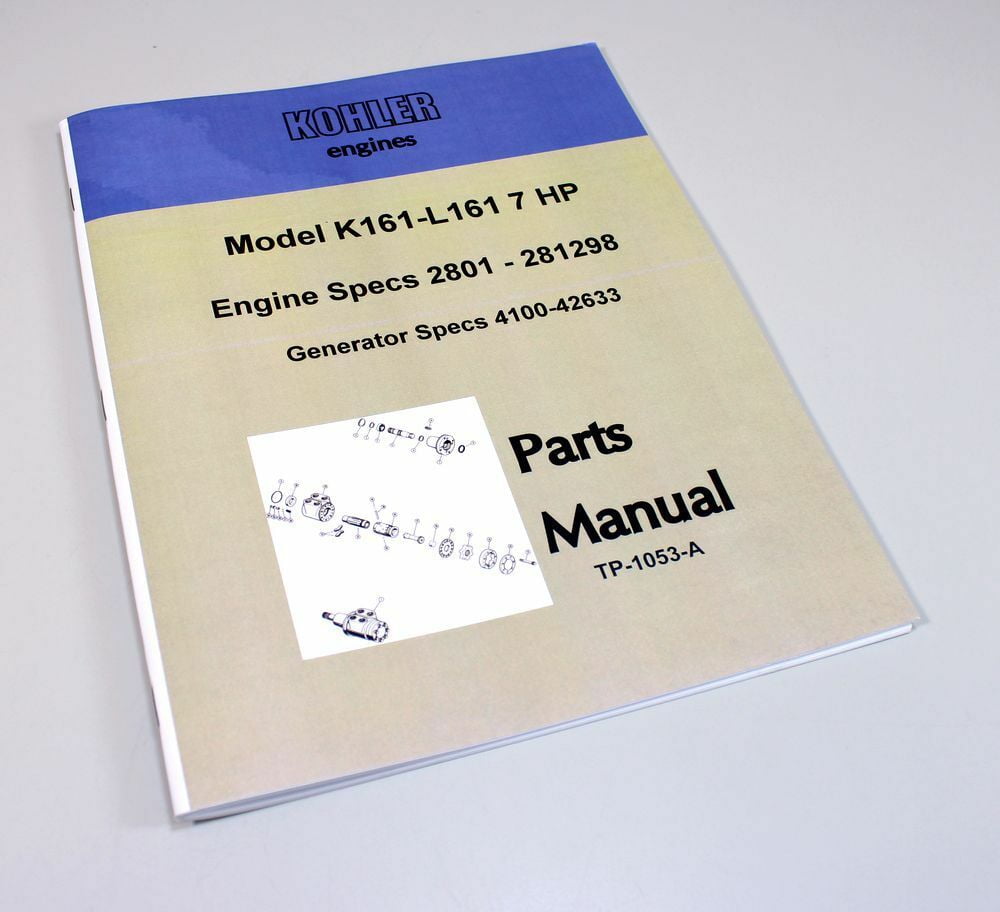 KOHLER
engines
Model K161-L161 7 HP
Engine Specs 2801 - 281298
Generator Specs 4100-42633
Parts
Manual
TP-1053-A